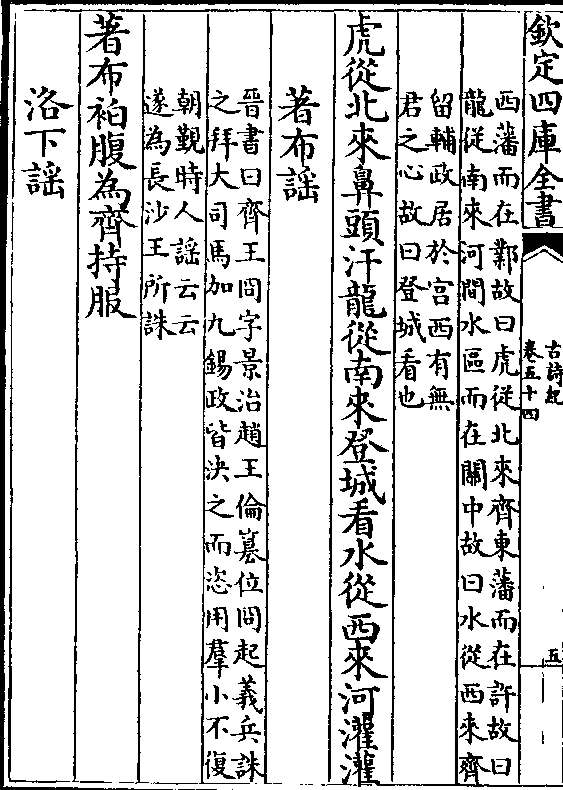 欽定四庫全書
古詩紀
卷五十四
五
西藩而在鄴故曰虎從北來齊東藩而在許故曰
龍從南來河間水區而在關中故曰水從西來齊
留輔政居於宮西有無
君之心故曰登城看也
虎從北來鼻頭汗龍從南來登城看水從西來河灌灌
著布謡
晉書曰齊王冏字景治趙王倫簒位冏起義兵誅
之拜大司馬加九錫政皆決之而恣用羣小不復
朝覲時人謡云云
遂為長沙王所誅
著布袙腹為齊持服
洛下謡